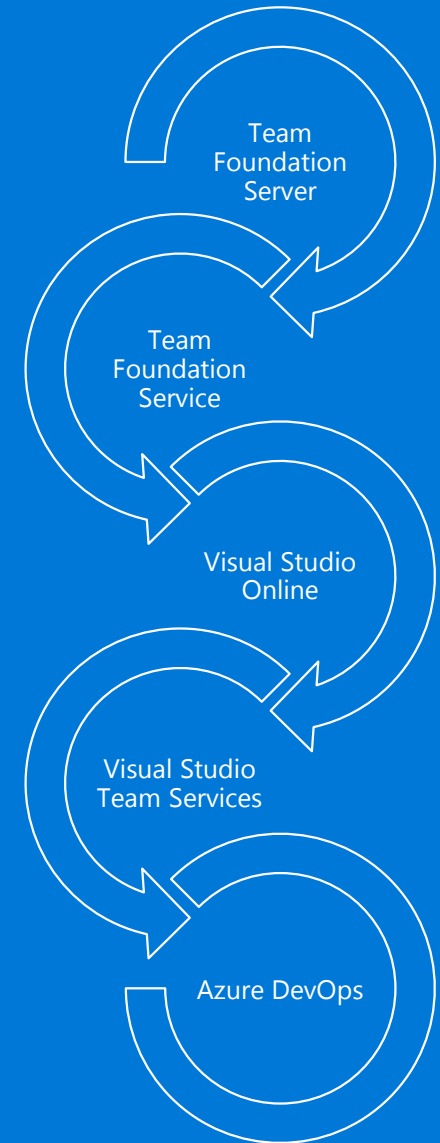 Team
Foundation
Server
Team
Foundation
Service
Visual Studio
Online
Visual Studio
Team Services
Azure DevOps